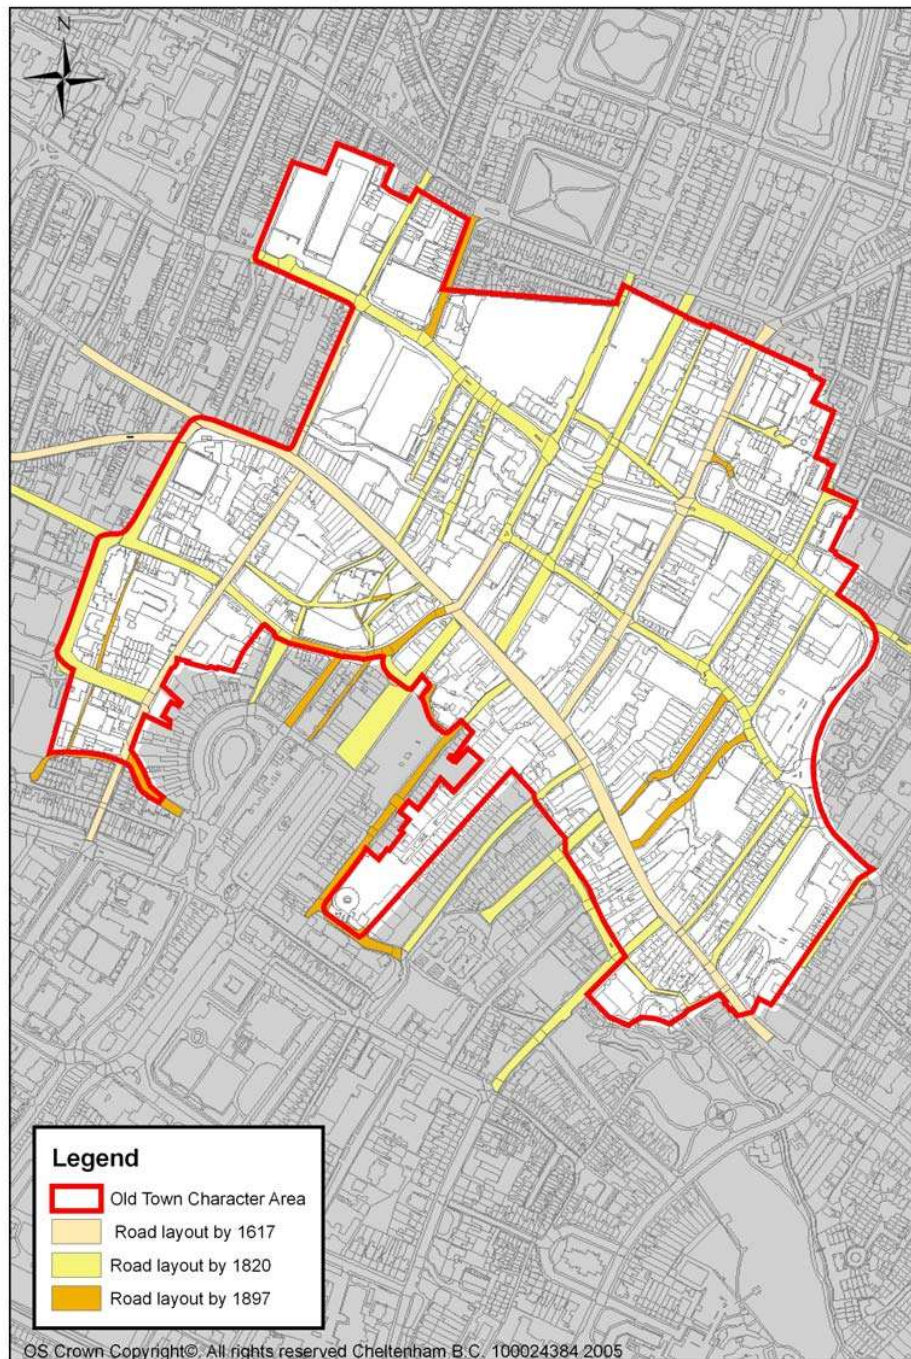 N
Legend
Old Town Character Area
Road layout by 1617
Road layout by 1820
Road layout by 1897
OS Crown Copyright©. All rights reserved Cheltenham B.C. 100024384 2005